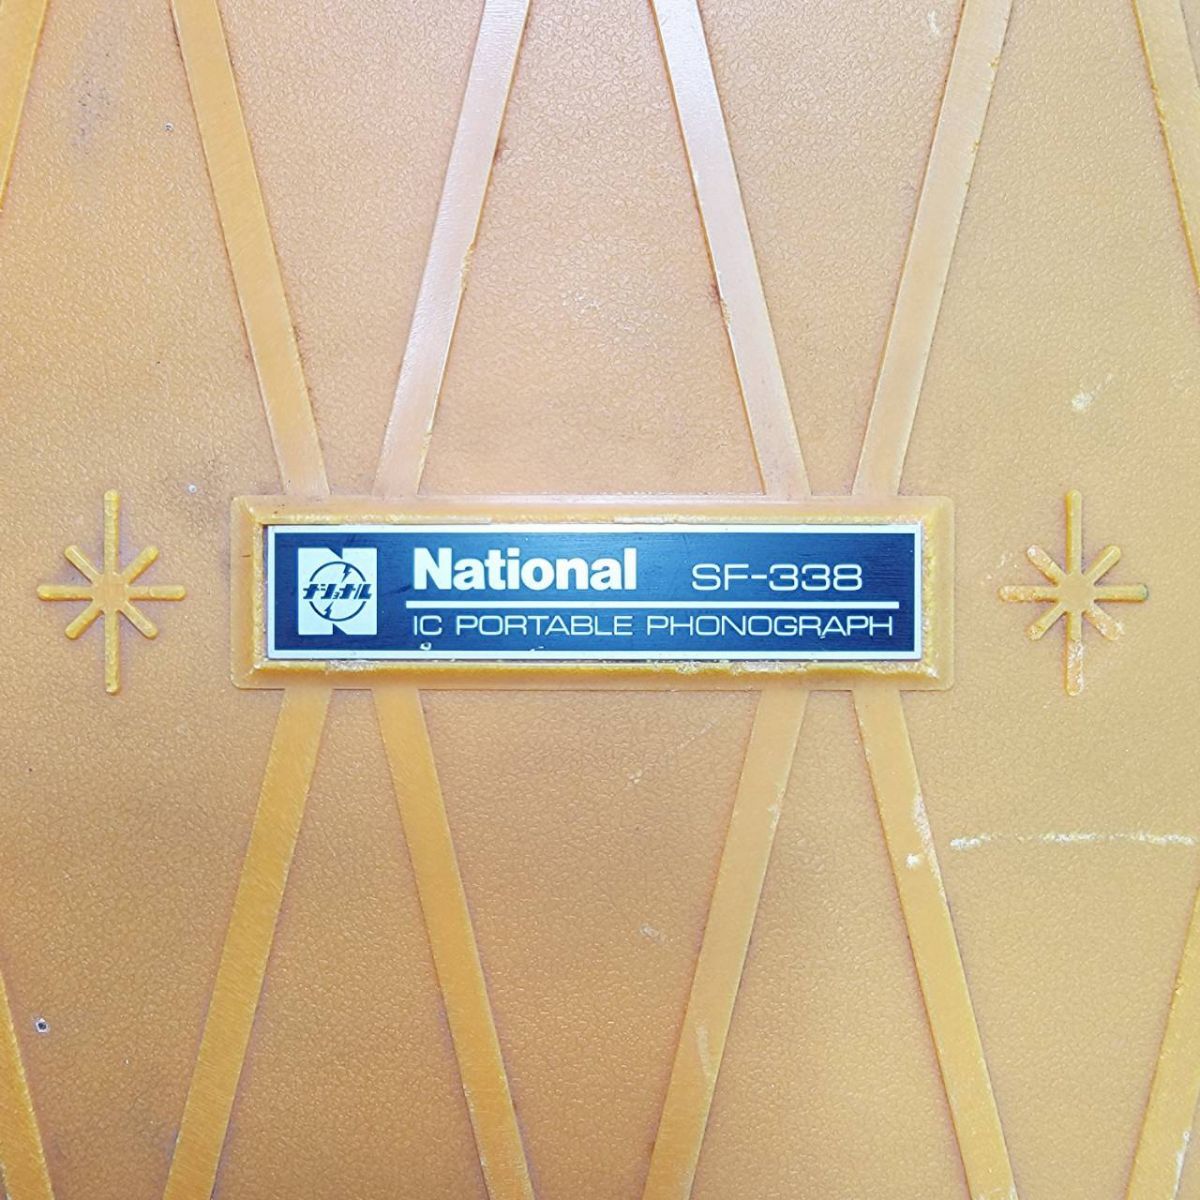 ナショナル
National SF-338
IC PORTABLE PHONOGRAPH